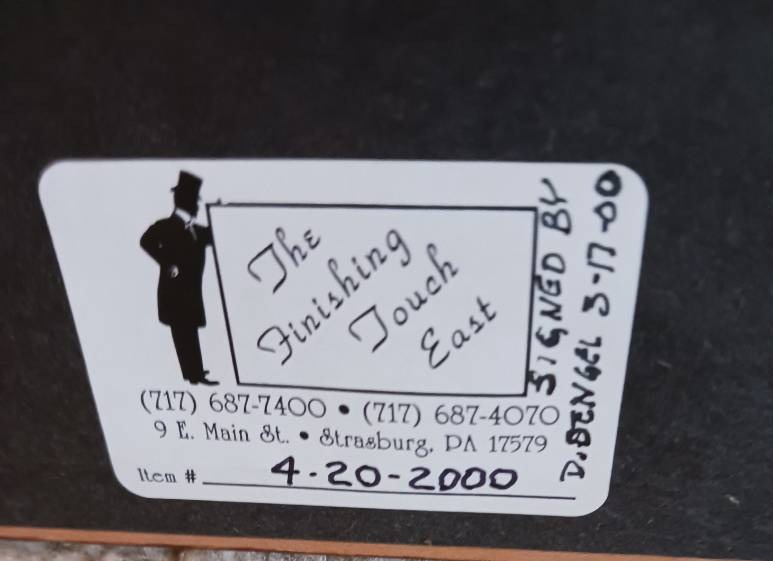 The
Finishing
Touch
East
(717) 687-7400 • (717) 687-4070
9 E. Main St. • Strasburg, PA 17579
Item # 4-20-2000
SIGNED BY
D. DENGEL 3-17-00